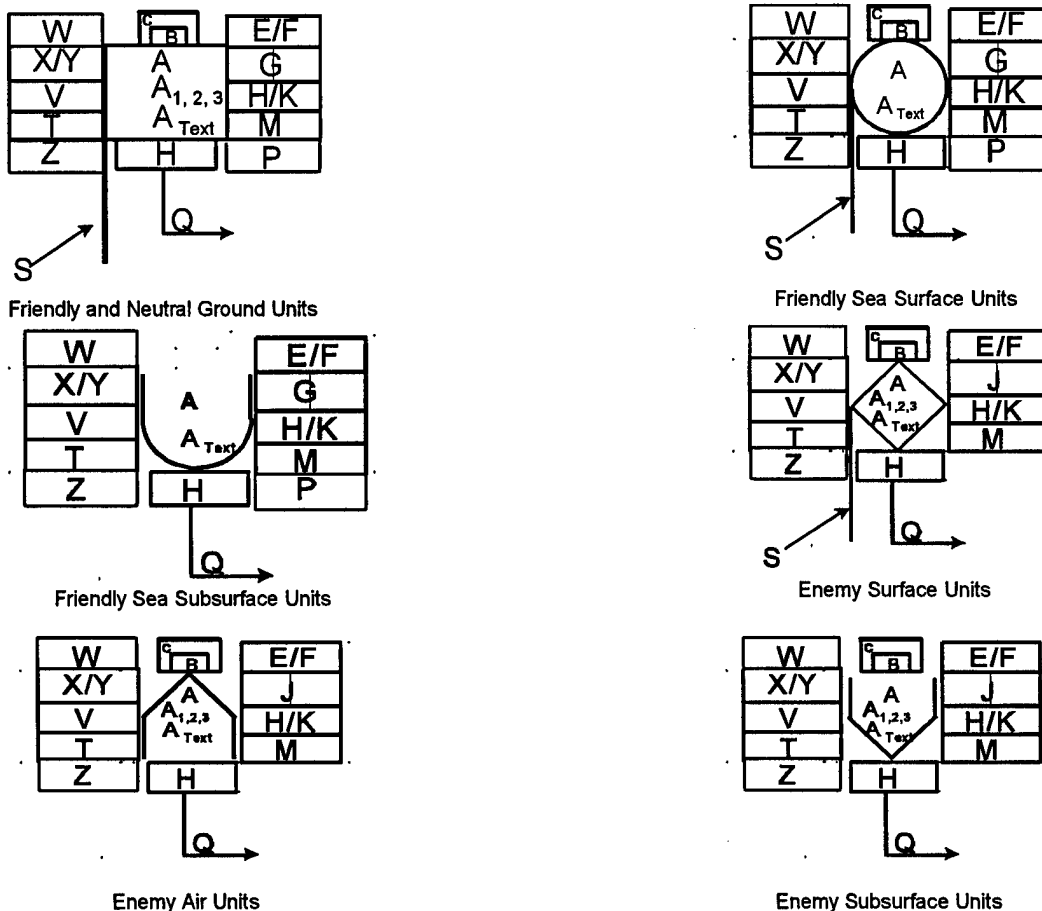 W C B E/F
X/Y A G
V A1, 2, 3 H/K
T A Text M
Z H P
Q
S
Friendly and Neutral Ground Units
W C B E/F
X/Y A G
V A Text H/K
T M
Z H P
Q
S
Friendly Sea Surface Units
W E/F
X/Y A G
V A Text H/K
T M
Z H P
Q
Friendly Sea Subsurface Units
W C B E/F
X/Y A J
V A1,2,3 H/K
T A Text M
Z H
Q
S
Enemy Surface Units
W C B E/F
X/Y A J
V A1,2,3 H/K
T A Text M
Z H
Q
Enemy Air Units
W C B E/F
X/Y A J
V A1,2,3 H/K
T A Text M
Z H
Q
Enemy Subsurface Units